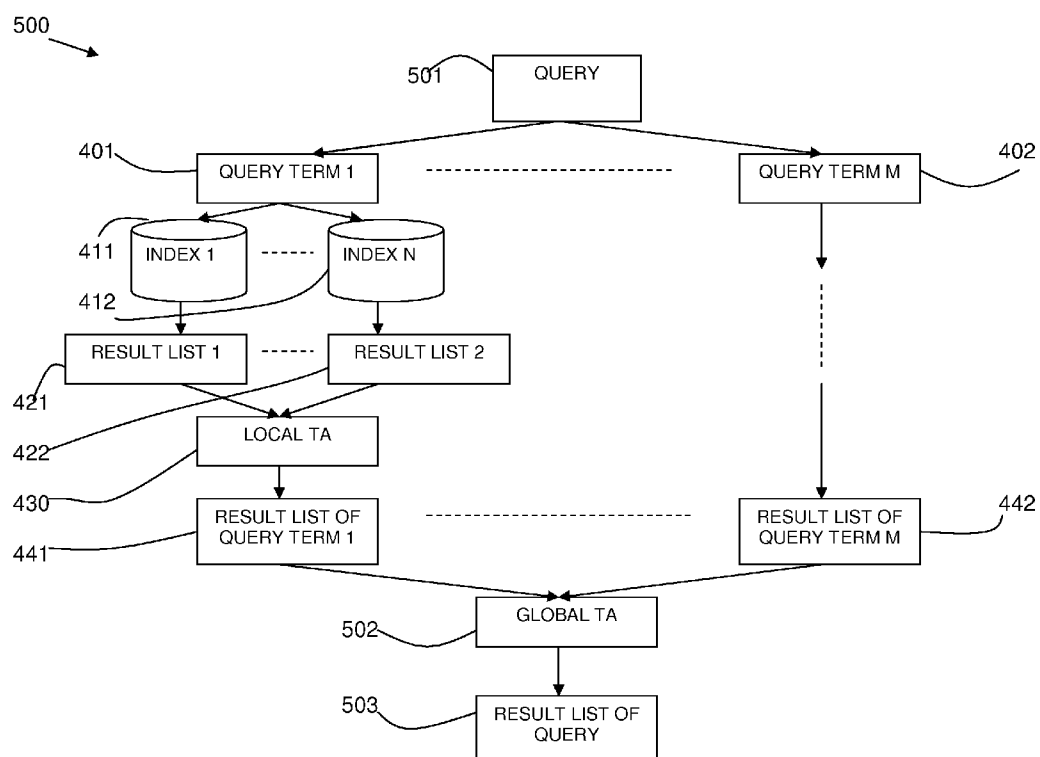 500
501
QUERY
401
QUERY TERM 1
QUERY TERM M
402
411
INDEX 1
INDEX N
412
RESULT LIST 1
RESULT LIST 2
421
422
LOCAL TA
430
RESULT LIST OF
QUERY TERM 1
441
RESULT LIST OF
QUERY TERM M
442
GLOBAL TA
502
503
RESULT LIST OF
QUERY